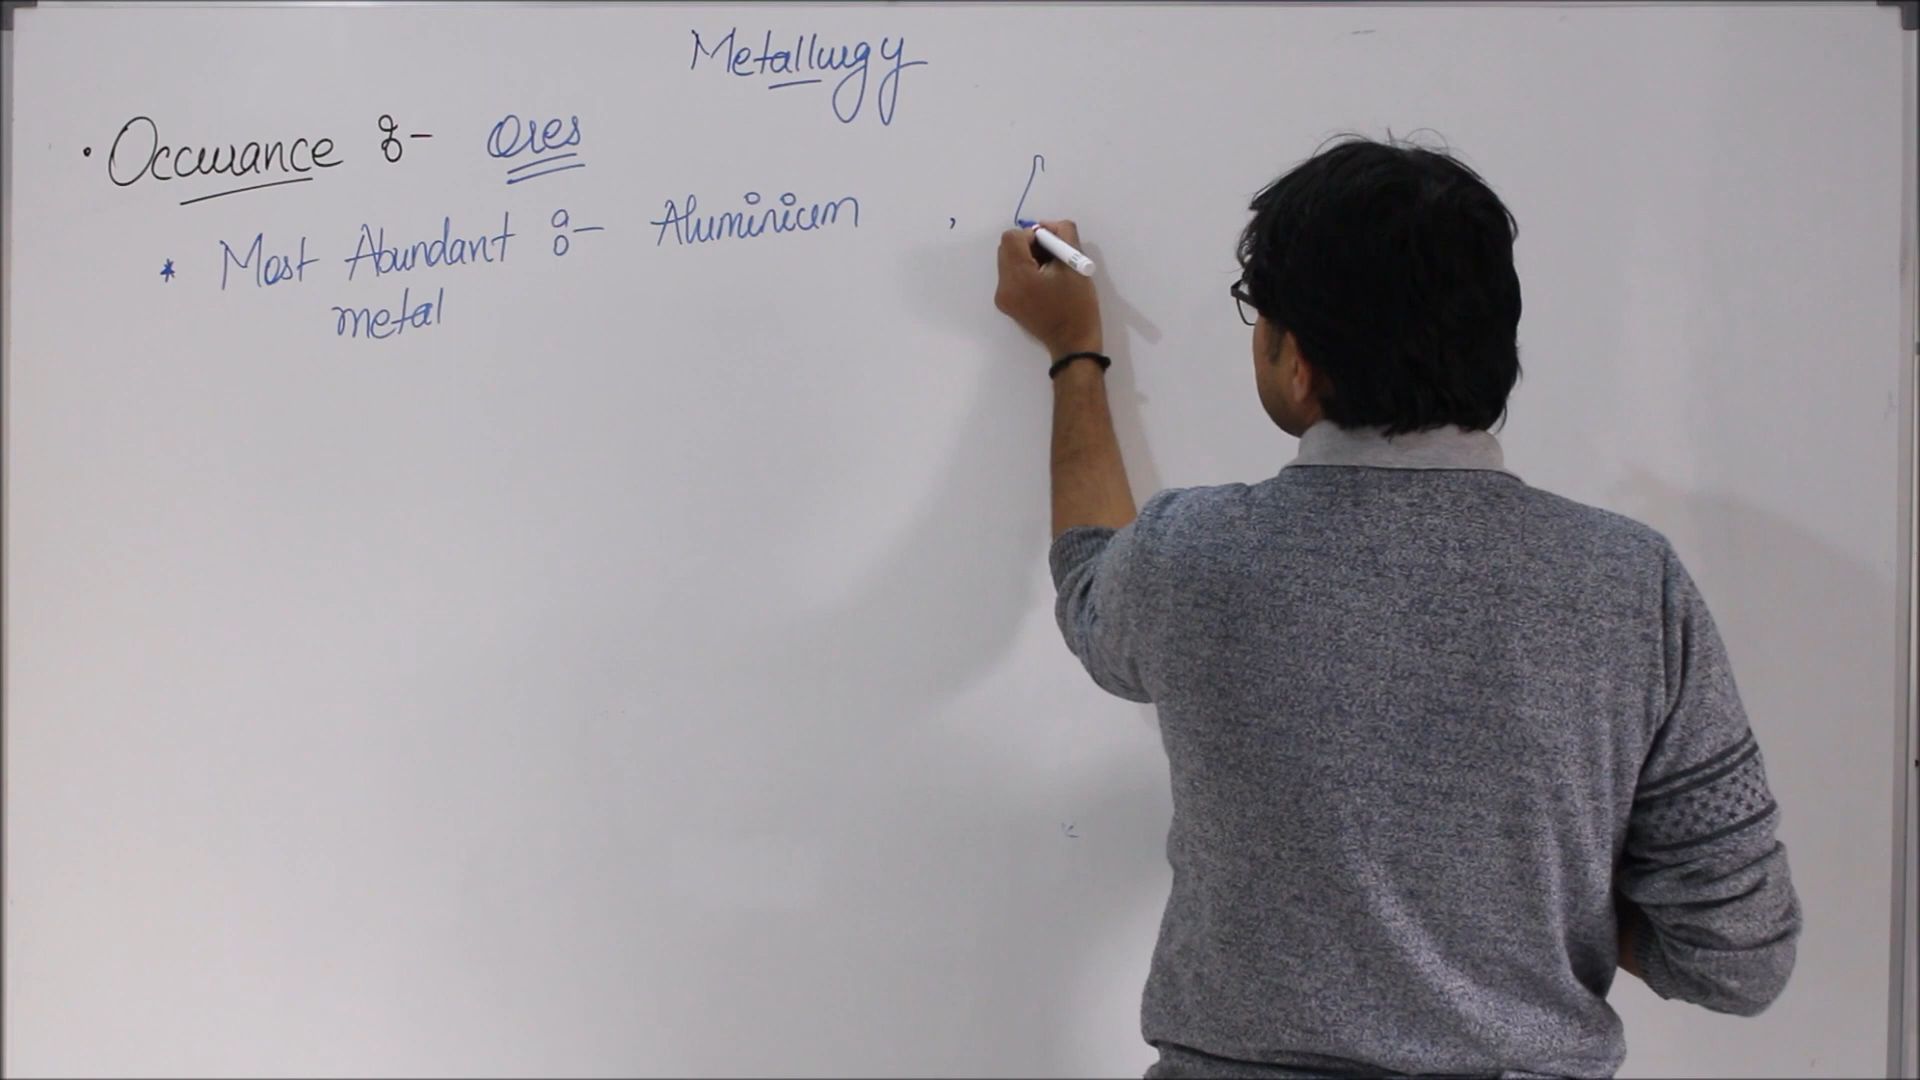 Metallurgy
• Occurance :- Ores
* Most Abundant :- Aluminium ,
metal